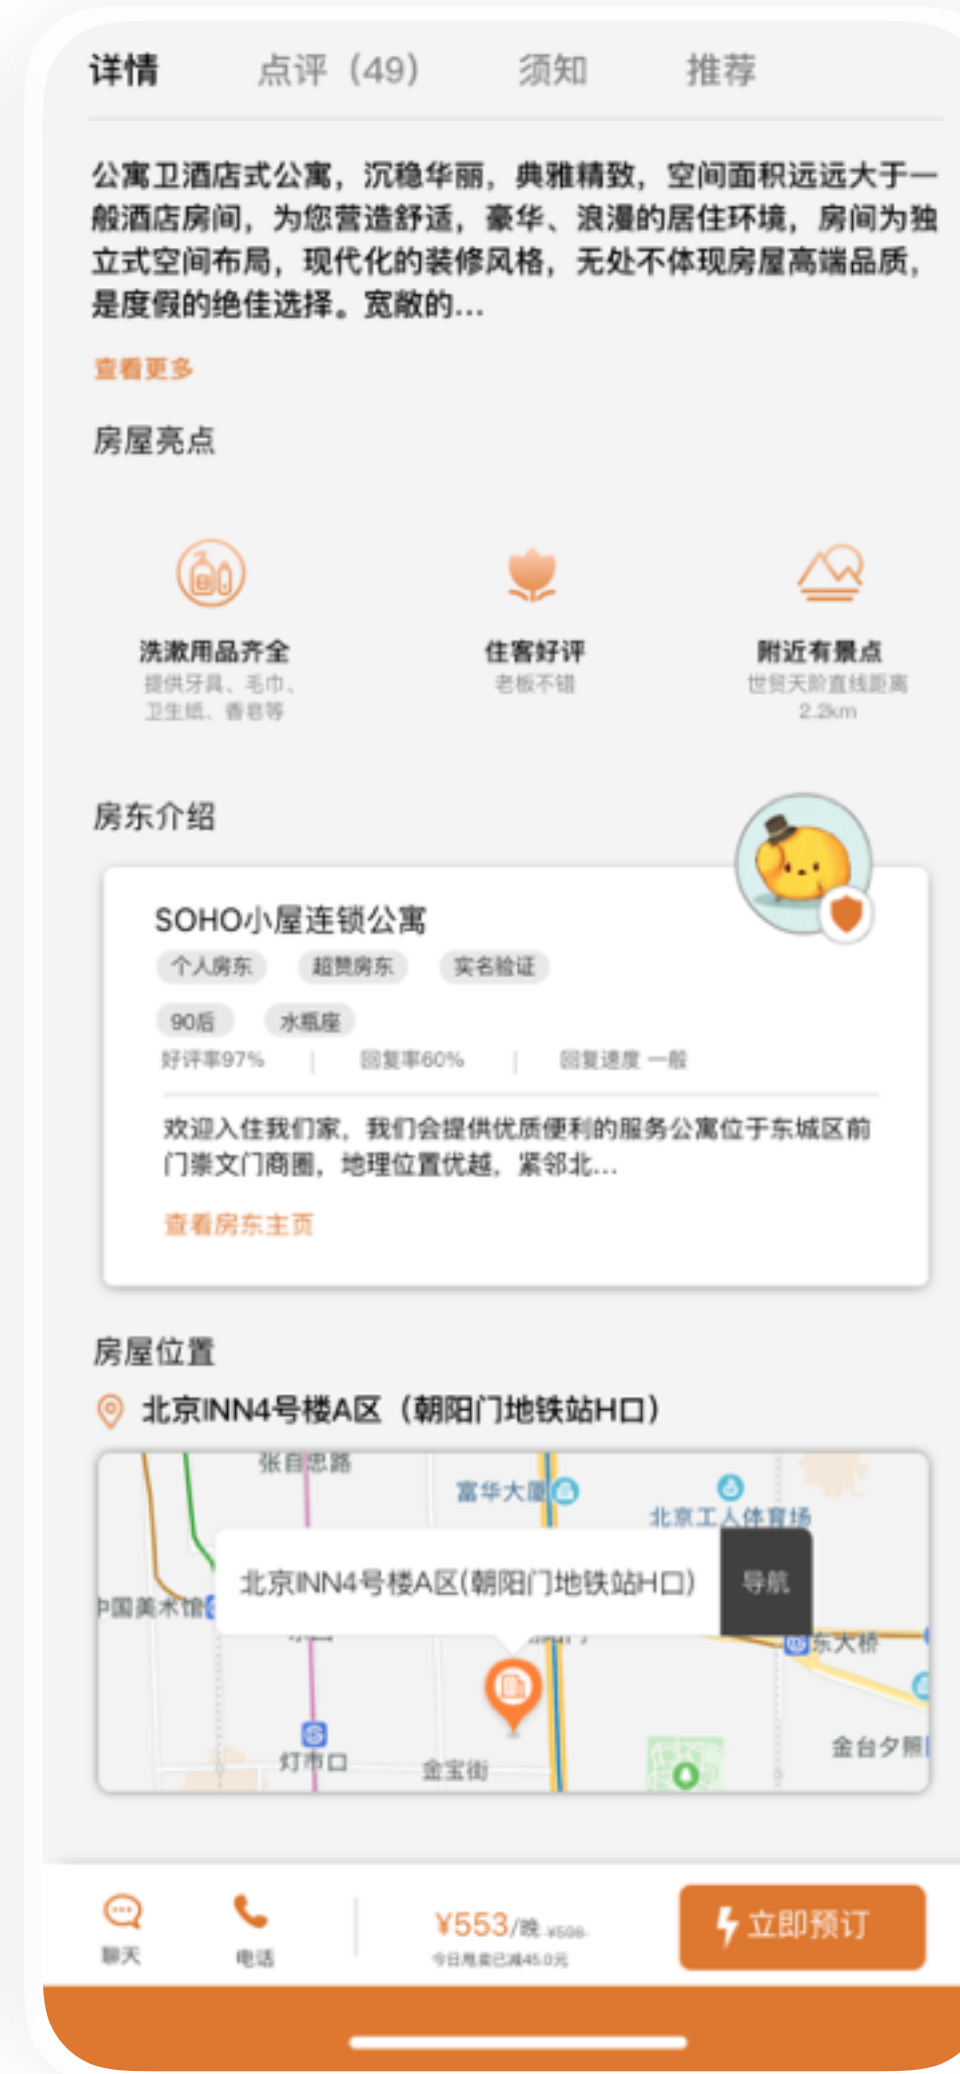 详情 点评（49） 须知 推荐
公寓卫酒店式公寓，沉稳华丽，典雅精致，空间面积远远大于一
般酒店房间，为您营造舒适，豪华、浪漫的居住环境，房间为独
立式空间布局，现代化的装修风格，无处不体现房屋高端品质，
是度假的绝佳选择。宽敞的...
查看更多
房屋亮点
洗漱用品齐全 住客好评 附近有景点
提供牙具、毛巾、 老板不错 世贸天阶直线距离
卫生纸、香皂等 2.2km
房东介绍
SOHO小屋连锁公寓
个人房东 超赞房东 实名验证
90后 水瓶座
好评率97% | 回复率60% | 回复速度 一般
欢迎入住我们家，我们会提供优质便利的服务公寓位于东城区前
门崇文门商圈，地理位置优越，紧邻北...
查看房东主页
房屋位置
北京INN4号楼A区（朝阳门地铁站H口）
张自忠路
富华大厦
北京工人体育场
北京INN4号楼A区(朝阳门地铁站H口) 导航
中国美术馆
东大桥
金台夕照
灯市口
金宝街
¥553/晚 ¥598
立即预订
聊天 电话 今日甩卖已减45.0元